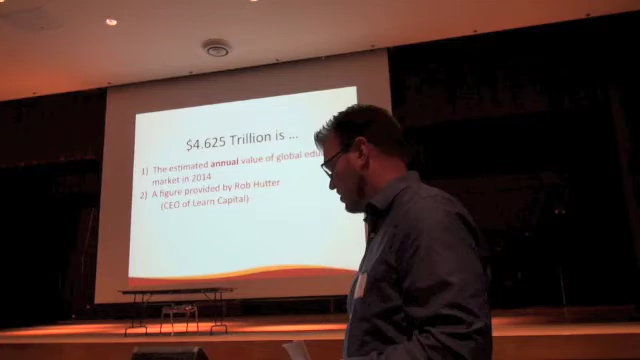 $4.625 Trillion is ...
1) The estimated annual value of global
market in 2014
2) A figure provided by Rob Hutter
(CEO of Learn Capital)